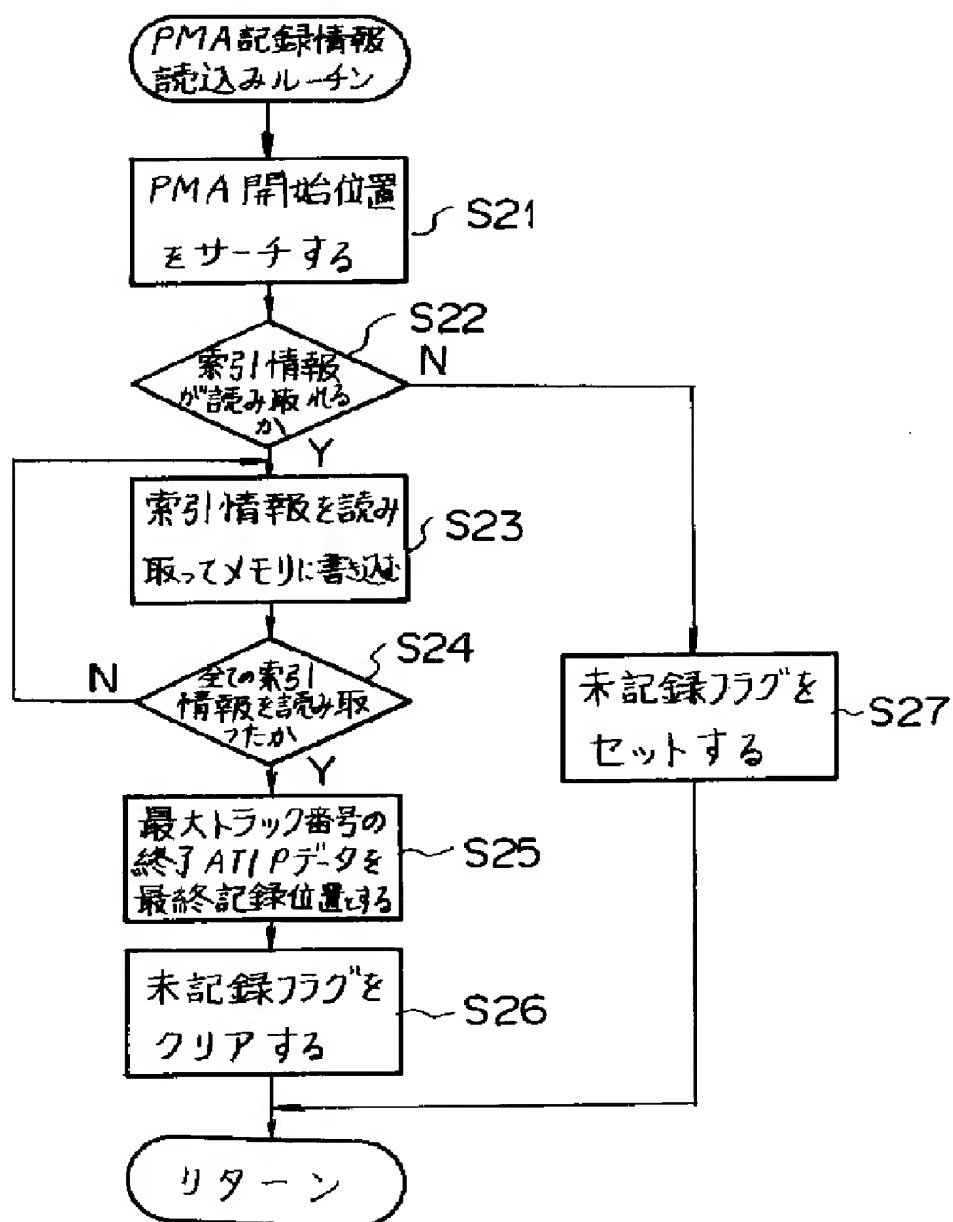 PMA記録情報
読込みルーチン
PMA開始位置
をサーチする
S21
S22
索引情報
が読み取れる
か
N
Y
索引情報を読み
取ってメモリに書き込む
S23
S24
全ての索引
情報を読み取
ったか
N
Y
未記録フラグを
セットする
S27
最大トラック番号の
終了ATIPデータを
最終記録位置とする
S25
未記録フラグを
クリアする
S26
リターン